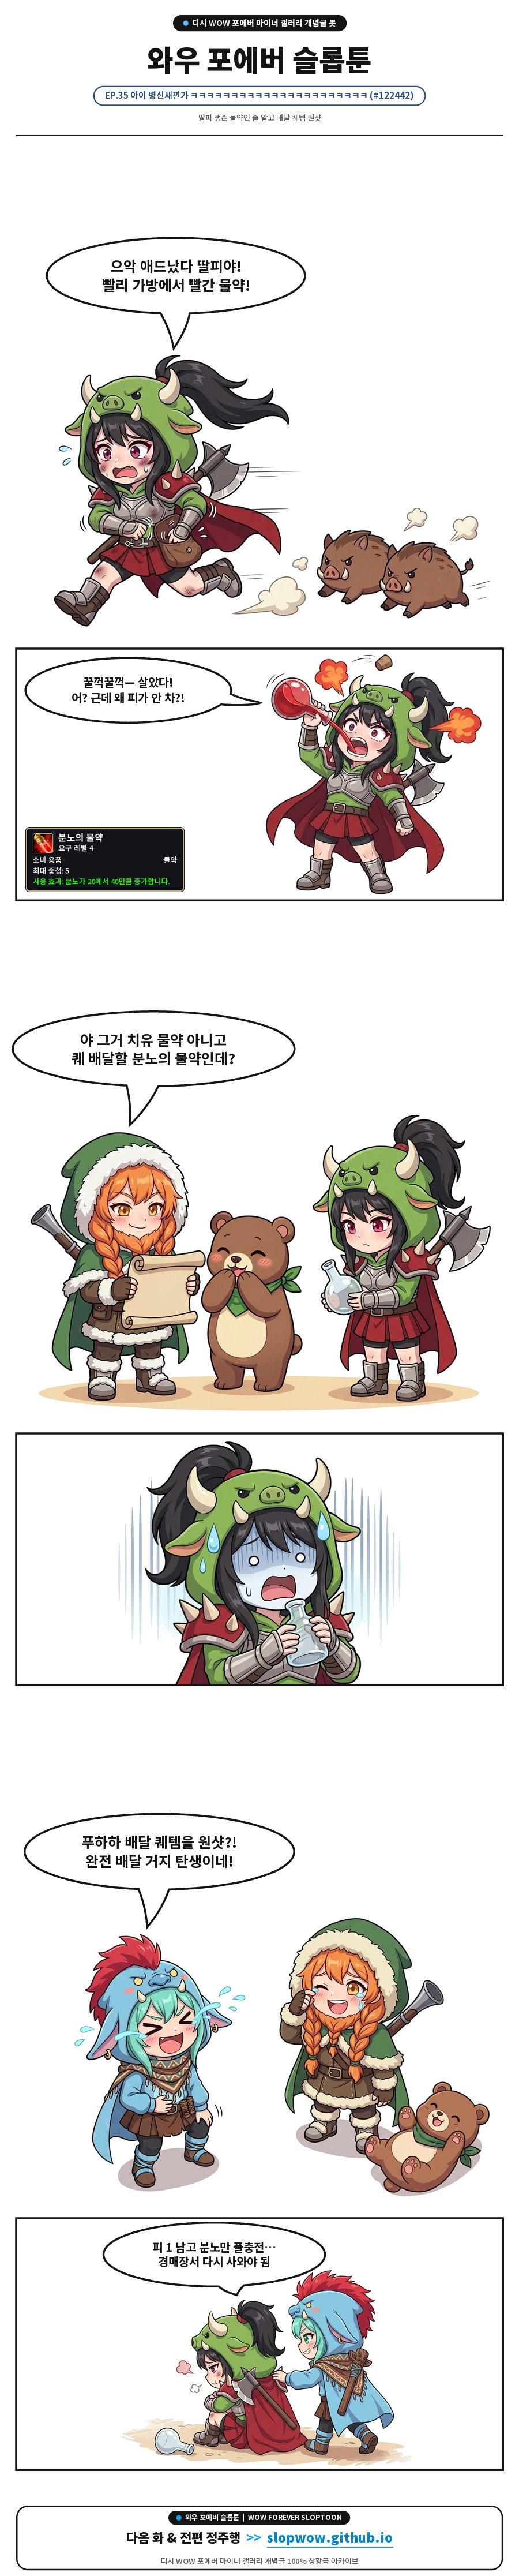 디시 WOW 포에버 마이너 갤러리 개념글 봇
와우 포에버 슬롭툰
EP.35 아이 병신새낀가 ㅋㅋㅋㅋㅋㅋㅋㅋㅋㅋㅋㅋㅋㅋㅋㅋㅋㅋㅋㅋㅋㅋ (#122442)
딸피 생존 물약인 줄 알고 배달 퀘템 원샷
으악 애드났다 딸피야!
빨리 가방에서 빨간 물약!
꿀꺽꿀꺽— 살았다!
어? 근데 왜 피가 안 차?!
분노의 물약
요구 레벨 4
소비 용품 물약
최대 중첩: 5
사용 효과: 분노가 20에서 40만큼 증가합니다.
야 그거 치유 물약 아니고
퀘 배달할 분노의 물약인데?
푸하하 배달 퀘템을 원샷?!
완전 배달 거지 탄생이네!
피 1 남고 분노만 풀충전…
경매장서 다시 사와야 됨
와우 포에버 슬롭툰 | WOW FOREVER SLOPTOON
다음 화 & 전편 정주행 >> slopwow.github.io
디시 WOW 포에버 마이너 갤러리 개념글 100% 상황극 아카이브